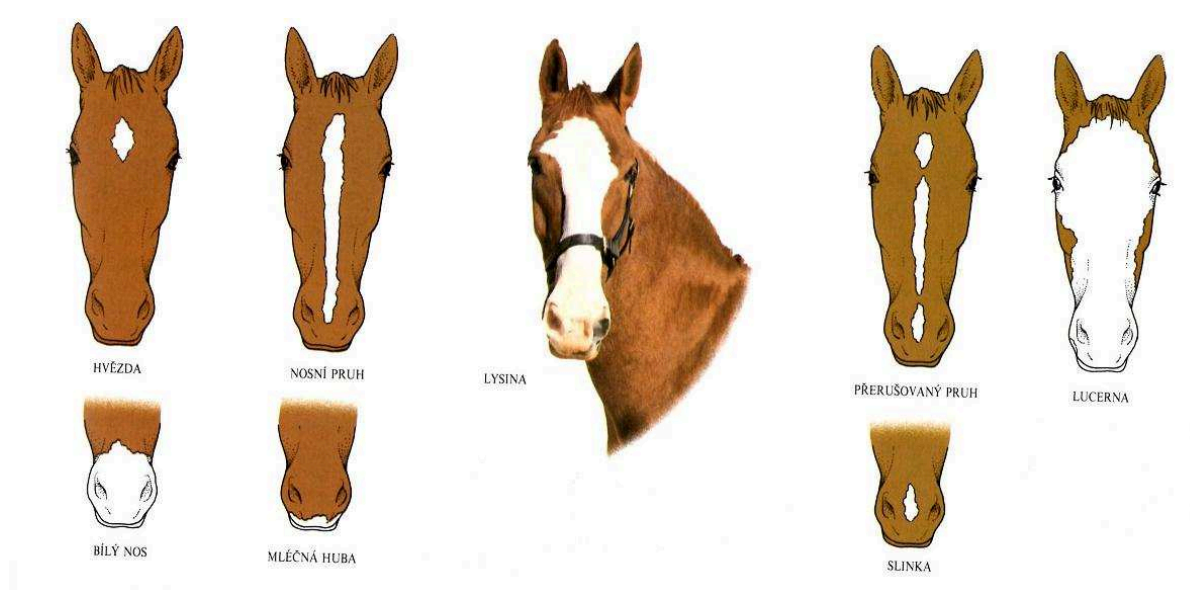 HVĚZDA
NOSNÍ PRUH
LYSINA
PŘERUŠOVANÝ PRUH
LUCERNA
BÍLÝ NOS
MLÉČNÁ HUBA
SLINKA